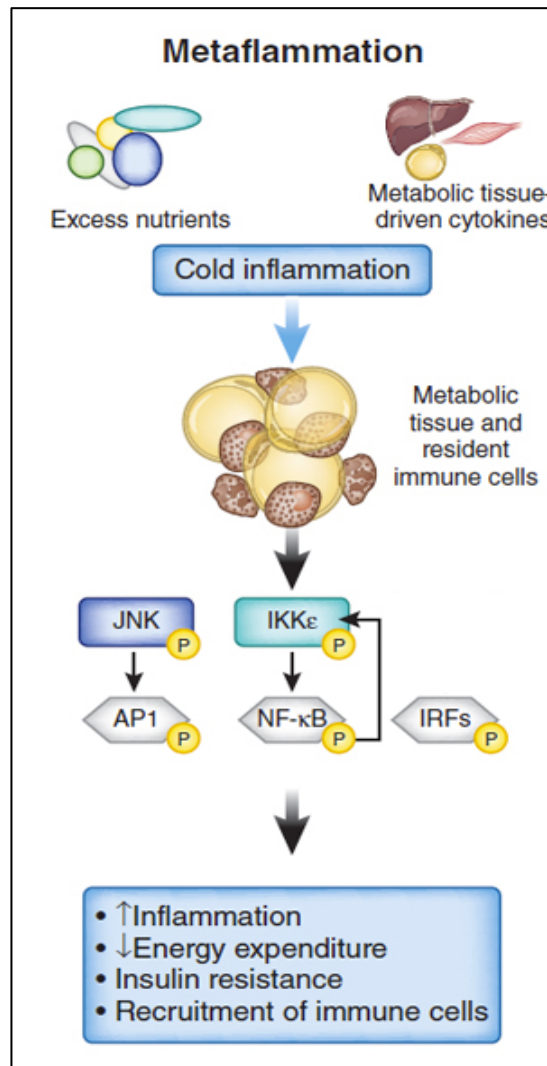 Metaflammation
Excess nutrients
Metabolic tissue-
driven cytokines
Cold inflammation
Metabolic
tissue and
resident
immune cells
JNK
P
IKKε
P
AP1
P
NF-κB
P
IRFs
P
• ↑Inflammation
• ↓Energy expenditure
• Insulin resistance
• Recruitment of immune cells